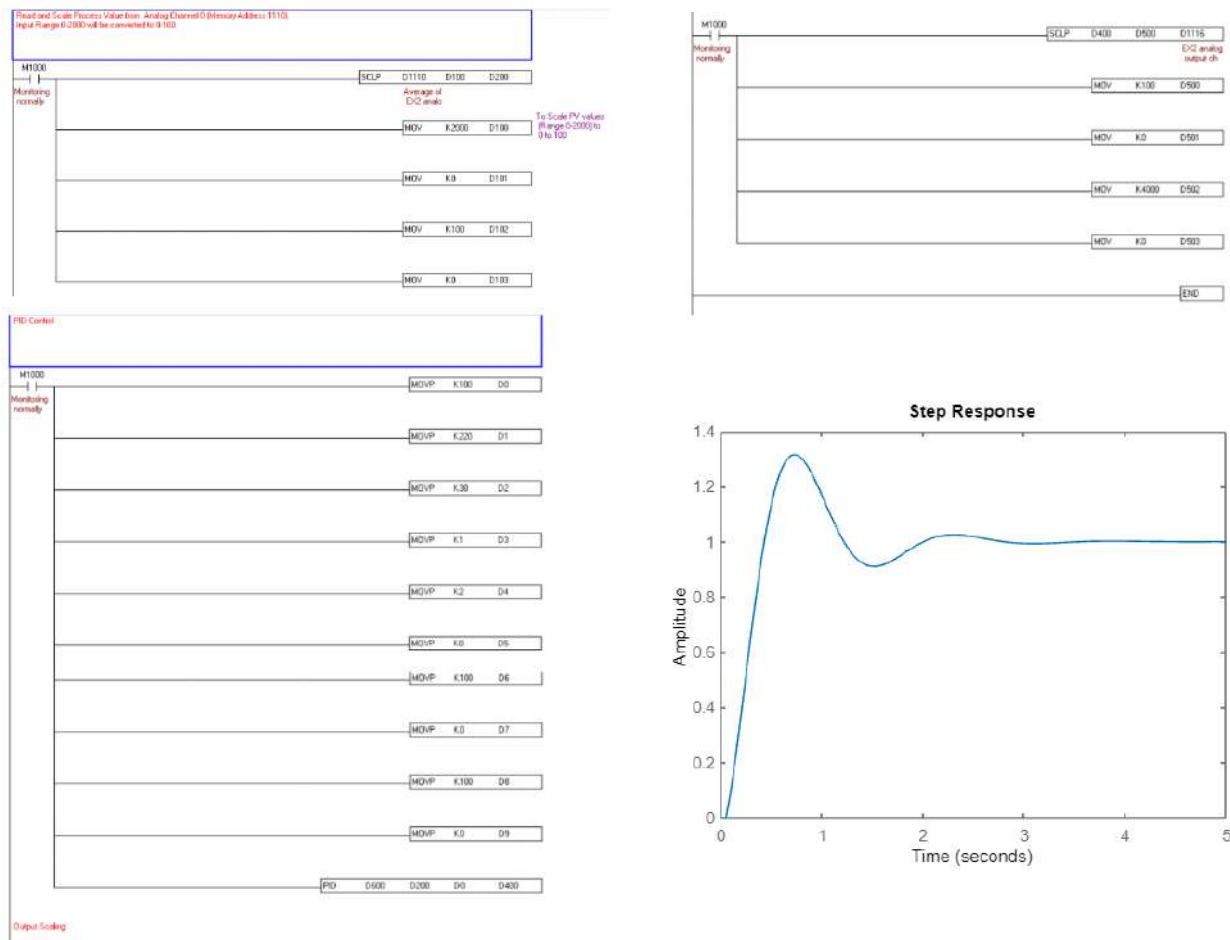 Read and Scale Process Value from Analog Channel 0 (Memory Address 1110).
Input Range 0-2000 will be converted to 0-100.
M1000
Monitoring
normally
SCLP D1110 D100 D200
Average of
EX2 analo
MOV K2000 D100
To Scale PV values
(Range 0-2000) to
0 to 100
MOV K0 D101
MOV K100 D102
MOV K0 D103
M1000
Monitoring
normally
SCLP D400 D500 D1116
EX2 analog
output ch
MOV K100 D500
MOV K0 D501
MOV K4000 D502
MOV K0 D503
END
PID Control
M1000
Monitoring
normally
MOVP K100 D0
MOVP K220 D1
MOVP K30 D2
MOVP K1 D3
MOVP K2 D4
MOVP K0 D5
MOVP K100 D6
MOVP K0 D7
MOVP K100 D8
MOVP K0 D9
PID D600 D200 D0 D400
Output Scaling
Step Response
Amplitude
1.4
1.2
1
0.8
0.6
0.4
0.2
0
0 1 2 3 4 5
Time (seconds)